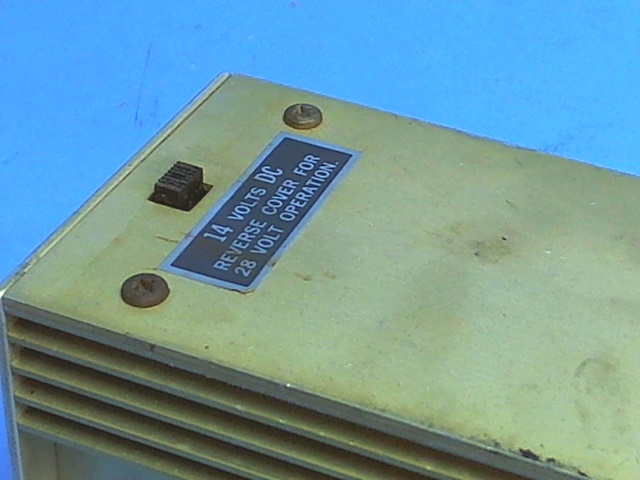 14 VOLTS DC
REVERSE COVER FOR
28 VOLT OPERATION.